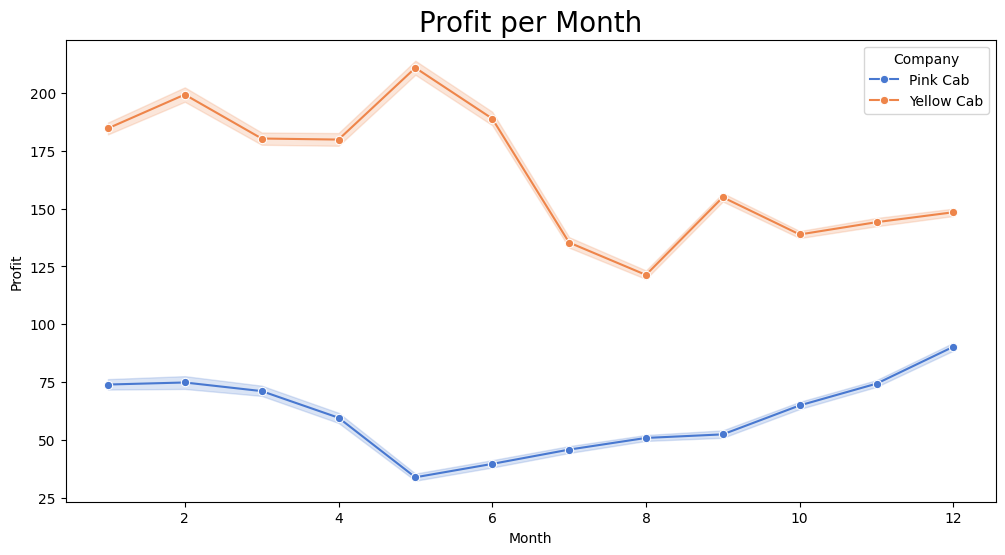 Profit per Month
Company
Pink Cab
Yellow Cab
Profit
200
175
150
125
100
75
50
25
2 4 6 8 10 12
Month